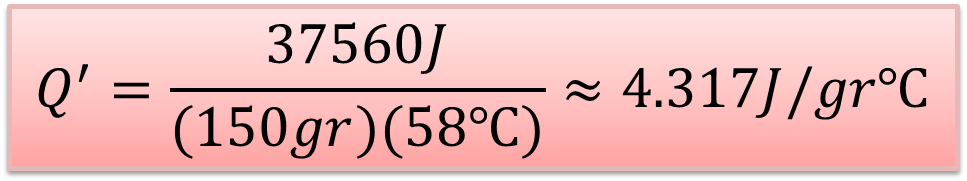 Q′ = 37560J / (150gr)(58℃) ≈ 4.317J/gr℃